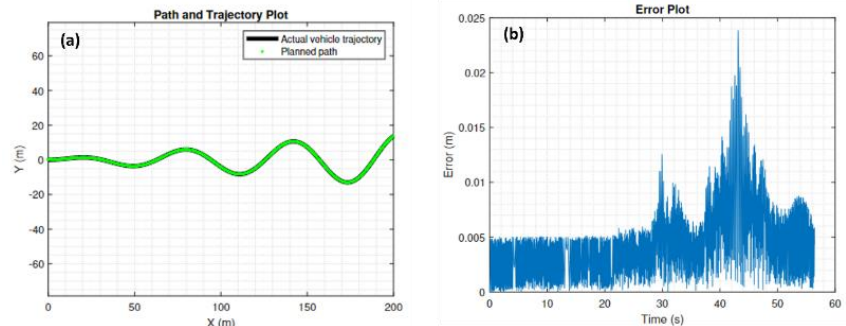 Path and Trajectory Plot
(a)
Actual vehicle trajectory
Planned path
Y (m)
60
40
20
0
-20
-40
-60
0 50 100 150 200
X (m)
Error Plot
(b)
Error (m)
0.025
0.02
0.015
0.01
0.005
0
0 10 20 30 40 50 60
Time (s)